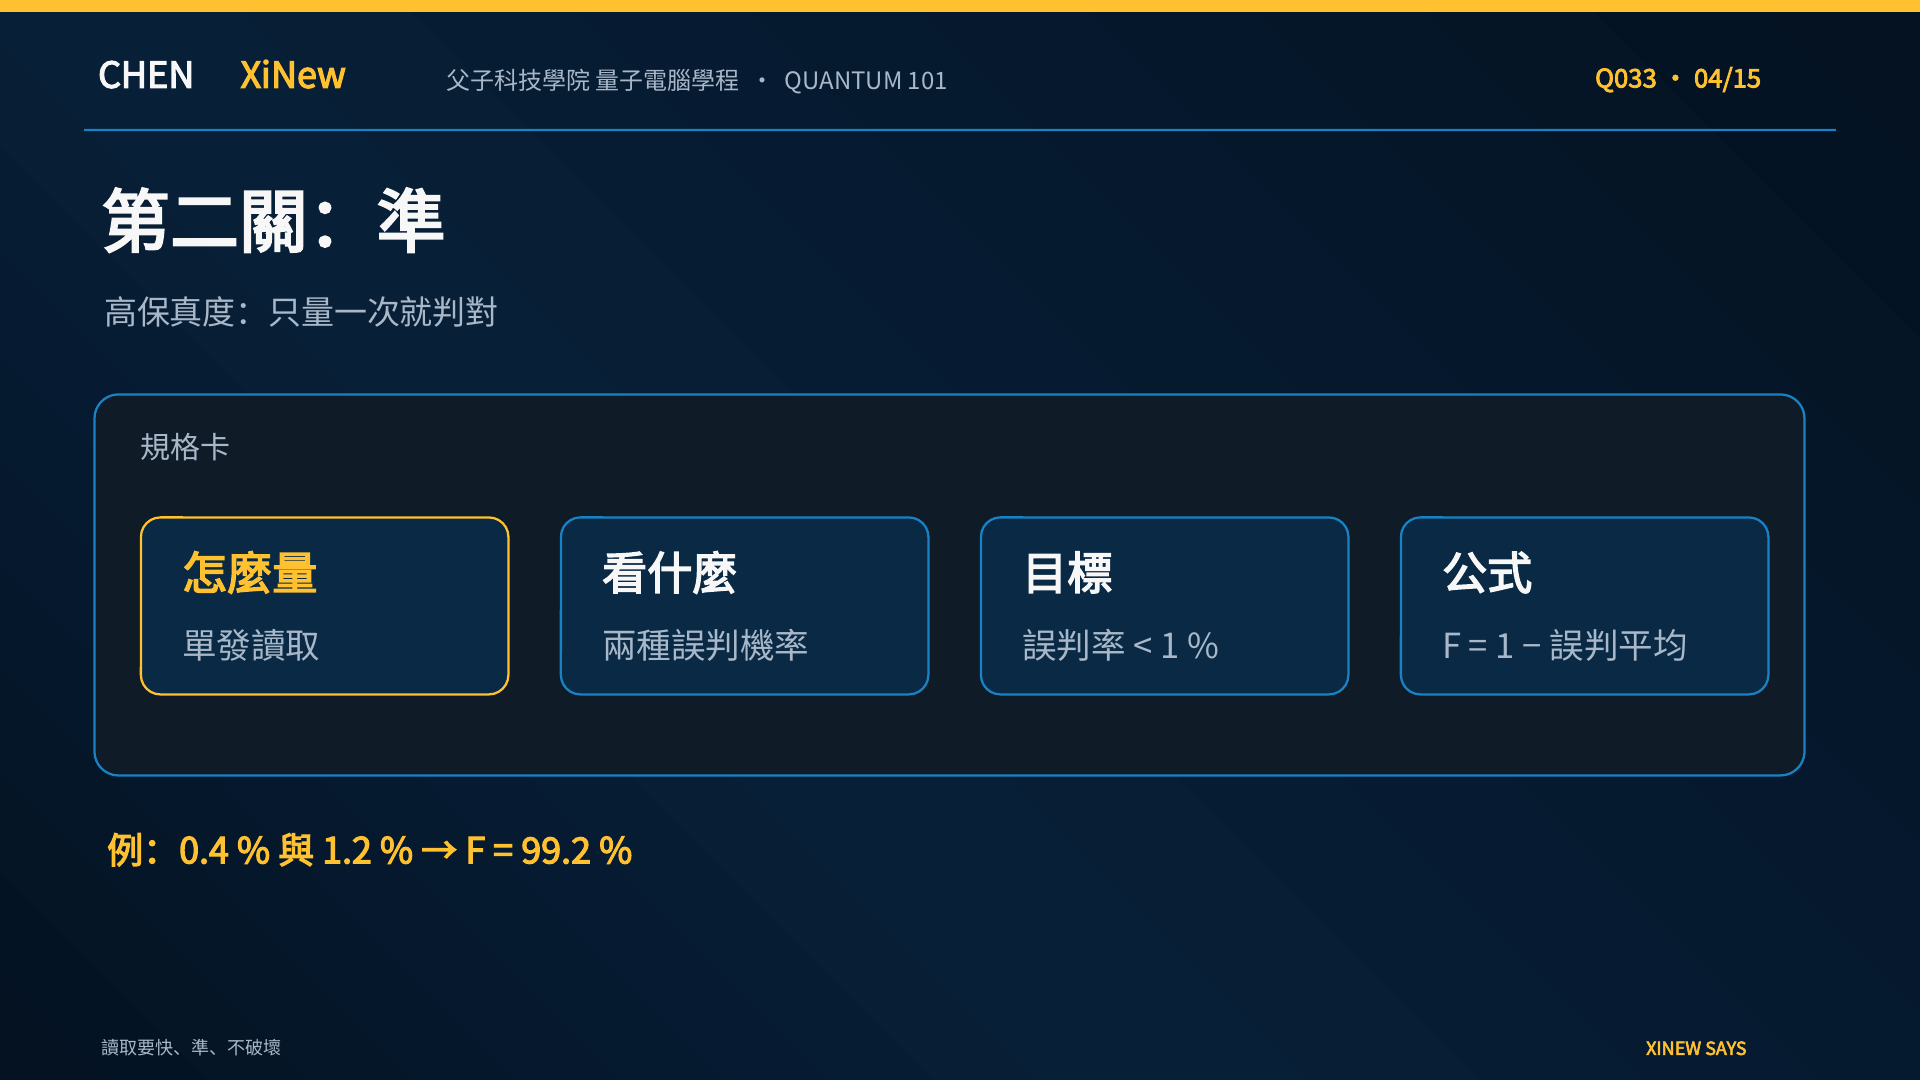 CHEN XiNew 父子科技學院 量子電腦學程 • QUANTUM 101 Q033 • 04/15
第二關：準
高保真度：只量一次就判對
規格卡
怎麼量 看什麼 目標 公式
單發讀取 兩種誤判機率 誤判率 < 1 % F = 1 − 誤判平均
例：0.4 % 與 1.2 % → F = 99.2 %
讀取要快、準、不破壞 XINEW SAYS